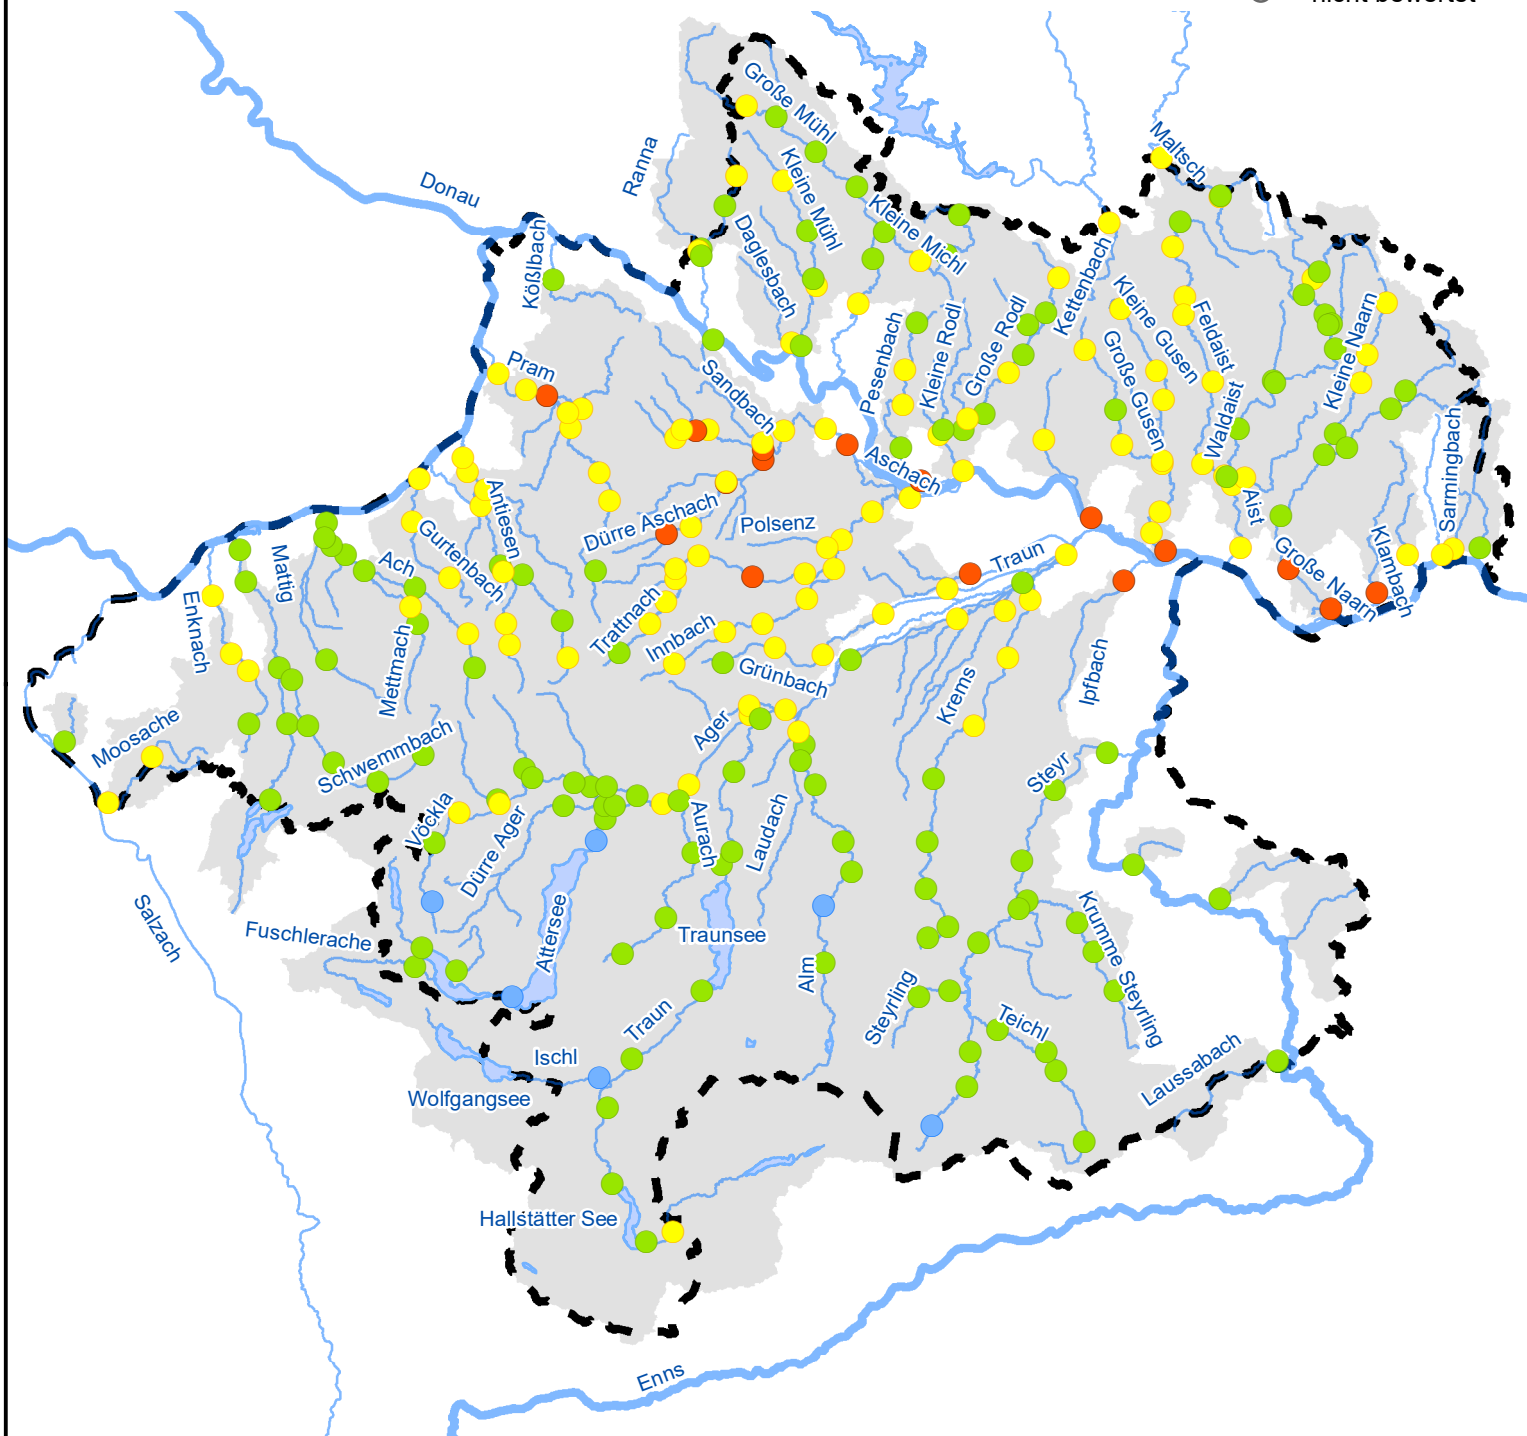 nicht bewertet
Große Mühl
Maltsch
Ranna
Kleine Mühl
Donau
Kleine Michl
Daglesbach
Kößlbach
Kettenbach
Kleine Gusen
Feldaist
Kleine Naarn
Große Rodl
Kleine Rodl
Pesenbach
Große Gusen
Pram
Sandbach
Waldaist
Sarmingbach
Aschach
Antiesen
Aist
Dürre Aschach
Polsenz
Gurtenbach
Klambach
Traun
Mattig
Ach
Große Naarn
Enknach
Trattnach
Innbach
Mettmach
Grünbach
Ipfbach
Krems
Moosache
Ager
Schwemmbach
Steyr
Vöckla
Dürre Ager
Aurach
Laudach
Salzach
Fuschlerache
Attersee
Traunsee
Krumme Steyrling
Alm
Steyrling
Traun
Teichl
Ischl
Laussabach
Wolfgangsee
Hallstätter See
Enns